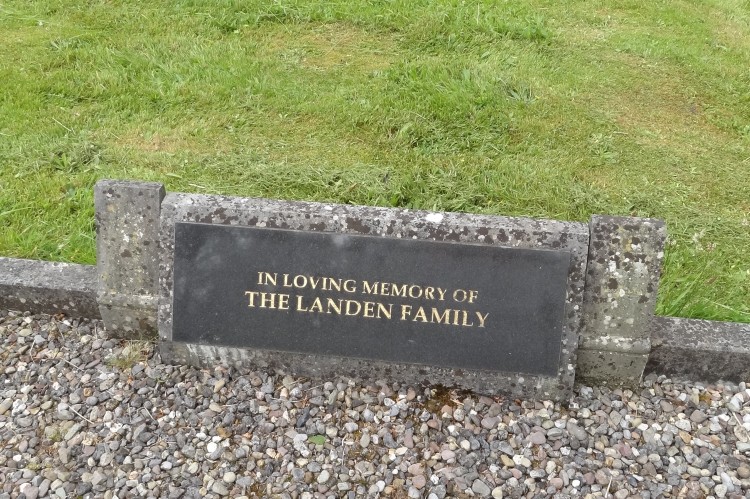 IN LOVING MEMORY OF
THE LANDEN FAMILY